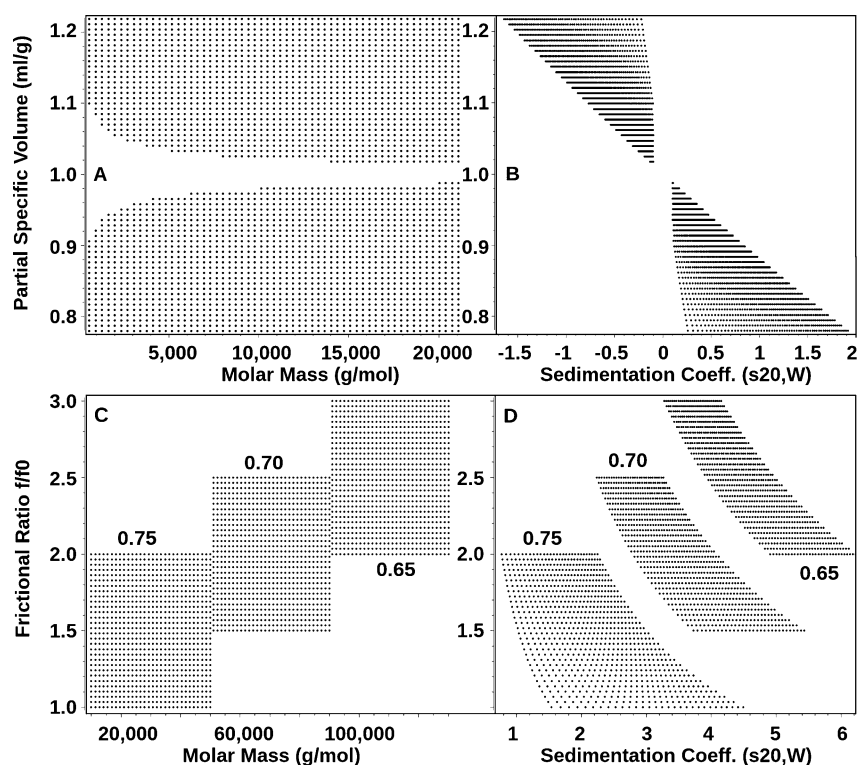 Partial Specific Volume (ml/g)
1.2
1.1
1.0
0.9
0.8
A
5,000 10,000 15,000 20,000
Molar Mass (g/mol)
1.2
1.1
1.0
0.9
0.8
B
-1.5 -1 -0.5 0 0.5 1 1.5 2
Sedimentation Coeff. (s20,W)
Frictional Ratio f/f0
3.0
2.5
2.0
1.5
1.0
C
0.75
0.70
0.65
20,000 60,000 100,000
Molar Mass (g/mol)
2.5
2.0
1.5
D
0.70
0.75
0.65
1 2 3 4 5 6
Sedimentation Coeff. (s20,W)